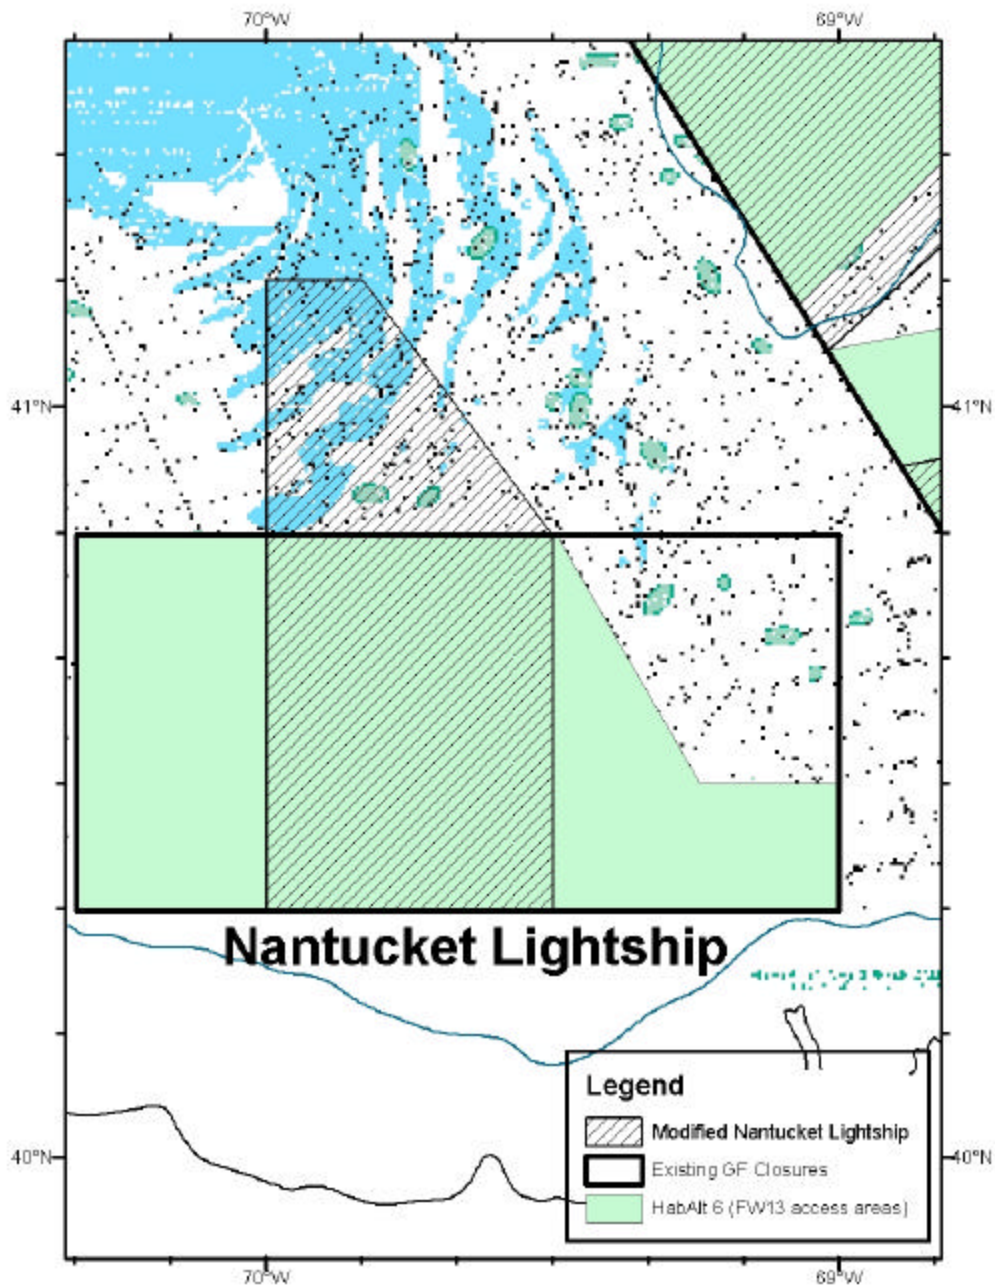 70°W 69°W
41°N 41°N
Nantucket Lightship
Legend
Modified Nantucket Lightship
Existing GF Closures
HabAlt 6 (FW13 access areas)
40°N 40°N
70°W 69°W